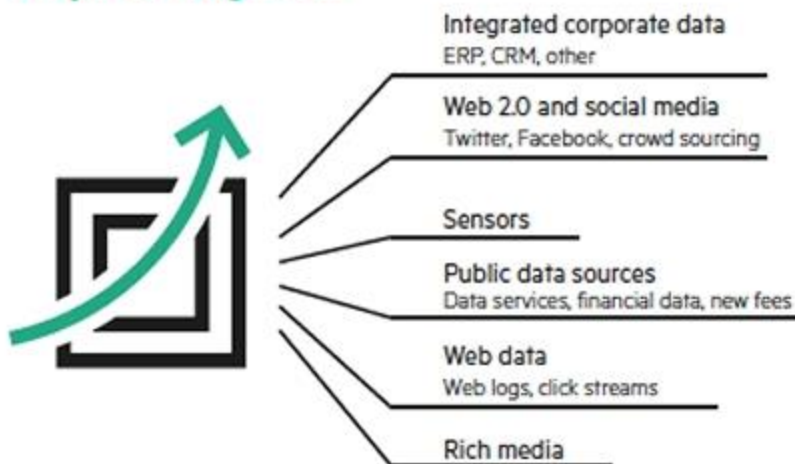 Integrated corporate data
ERP, CRM, other
Web 2.0 and social media
Twitter, Facebook, crowd sourcing
Sensors
Public data sources
Data services, financial data, new fees
Web data
Web logs, click streams
Rich media